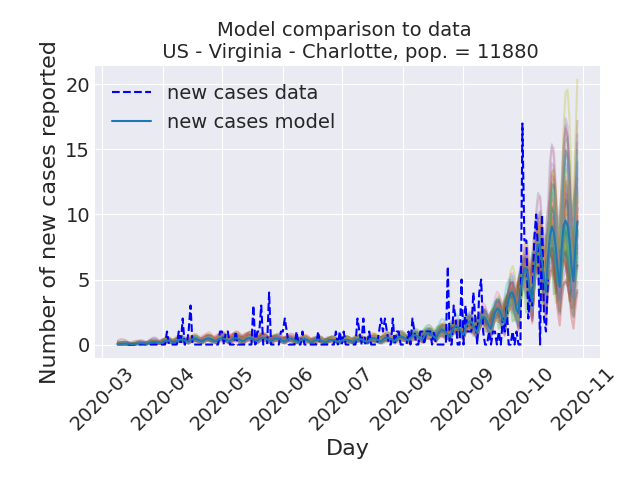 Model comparison to data
US - Virginia - Charlotte, pop. = 11880
Number of new cases reported
20
15
10
5
0
new cases data
new cases model
2020-03
2020-04
2020-05
2020-06
2020-07
2020-08
2020-09
2020-10
2020-11
Day